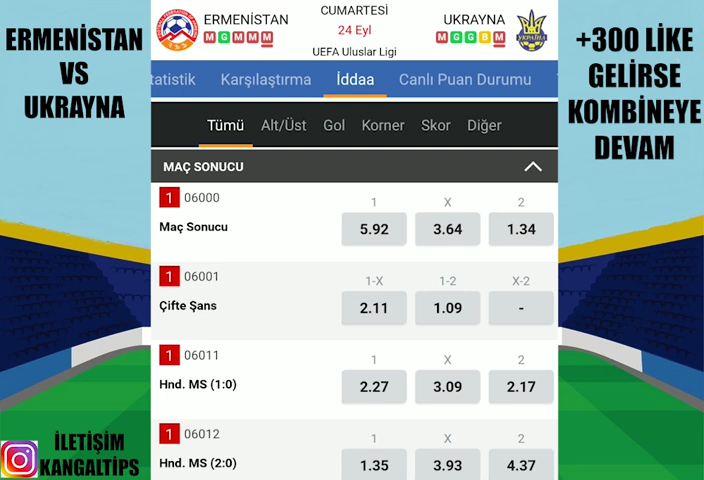 ERMENİSTAN
VS
UKRAYNA
ERMENİSTAN
M G M M M
CUMARTESİ
24 Eyl
UEFA Uluslar Ligi
UKRAYNA
M G G B M
УКРАЇНА
+300 LİKE
GELİRSE
KOMBİNEYE
DEVAM
tatistik Karşılaştırma İddaa Canlı Puan Durumu
Tümü Alt/Üst Gol Korner Skor Diğer
MAÇ SONUCU
1 06000 1 X 2
Maç Sonucu 5.92 3.64 1.34
1 06001 1-X 1-2 X-2
Çifte Şans 2.11 1.09 -
1 06011 1 X 2
Hnd. MS (1:0) 2.27 3.09 2.17
1 06012 1 X 2
Hnd. MS (2:0) 1.35 3.93 4.37
İLETİŞİM
KANGALTİPS